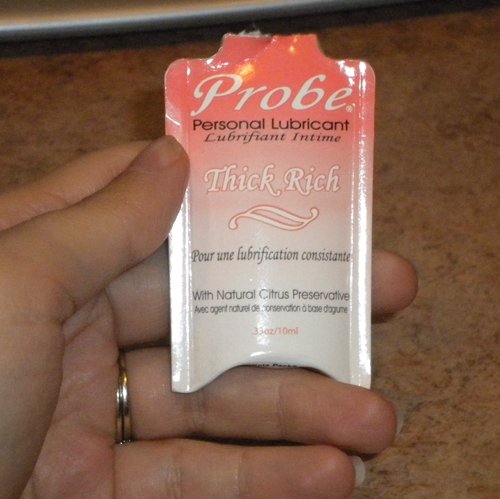 Probe®
Personal Lubricant
Lubrifiant Intime
Thick Rich
Pour une lubrification consistante
With Natural Citrus Preservative
Avec agent naturel de conservation à base d'agrume
.33oz/10ml